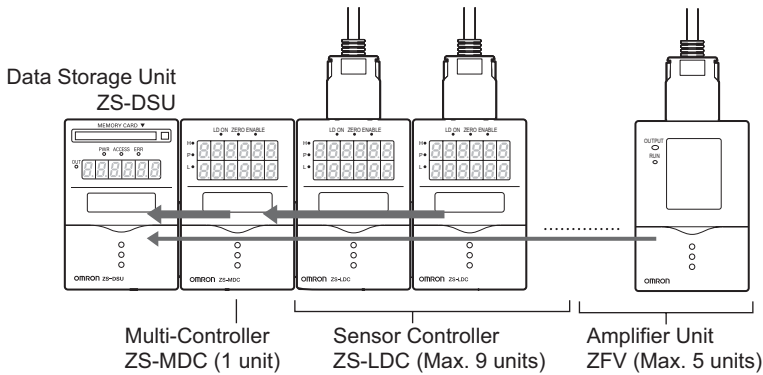 Data Storage Unit
ZS-DSU
MEMORY CARD ▼
PWR ACCESS ERR
OUT
OMRON ZS-DSU
LD ON ZERO ENABLE
H
P
L
OMRON ZS-MDC
LD ON ZERO ENABLE
H
P
L
OMRON ZS-LDC
LD ON ZERO ENABLE
H
P
L
OMRON ZS-LDC
OUTPUT
RUN
OMRON
Multi-Controller
ZS-MDC (1 unit)
Sensor Controller
ZS-LDC (Max. 9 units)
Amplifier Unit
ZFV (Max. 5 units)